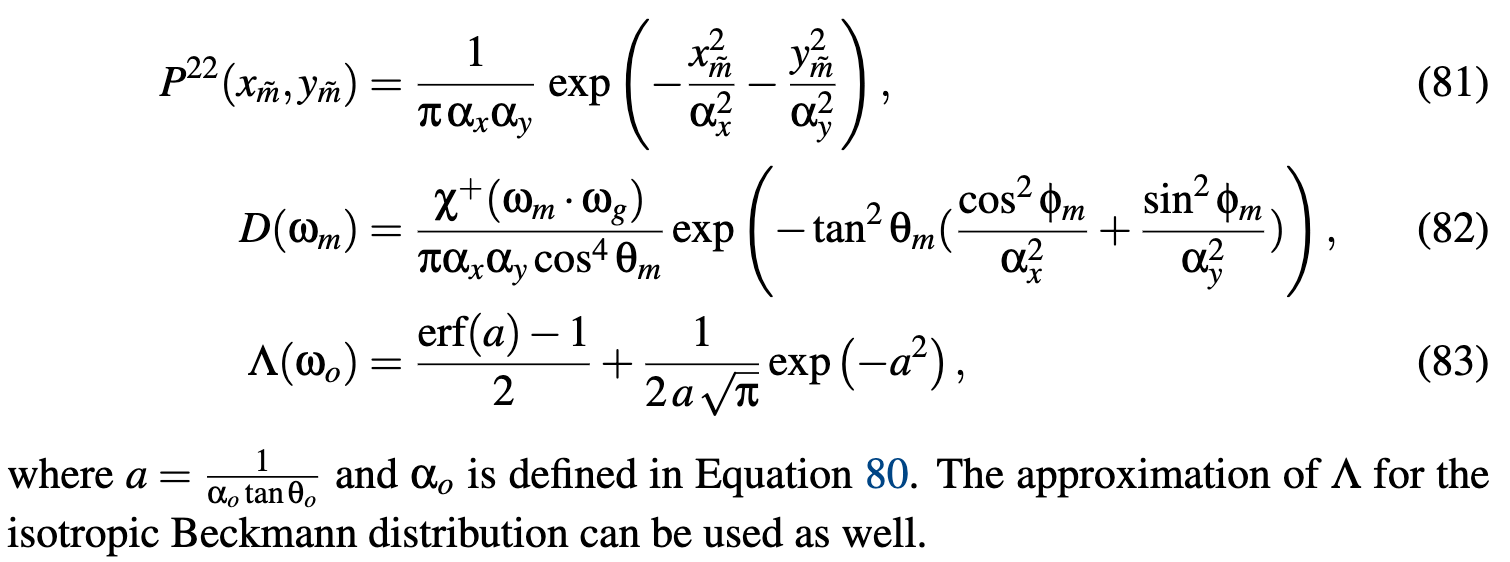 P^{22}(x_{\tilde{m}}, y_{\tilde{m}}) = \frac{1}{\pi \alpha_x \alpha_y} \exp\left(-\frac{x_{\tilde{m}}^2}{\alpha_x^2} - \frac{y_{\tilde{m}}^2}{\alpha_y^2}\right), (81)
D(\omega_m) = \frac{\chi^+(\omega_m \cdot \omega_g)}{\pi \alpha_x \alpha_y \cos^4 \theta_m} \exp\left(-\tan^2 \theta_m (\frac{\cos^2 \phi_m}{\alpha_x^2} + \frac{\sin^2 \phi_m}{\alpha_y^2})\right), (82)
\Lambda(\omega_o) = \frac{\text{erf}(a) - 1}{2} + \frac{1}{2a\sqrt{\pi}} \exp\left(-a^2\right), (83)
where a = \frac{1}{\alpha_o \tan \theta_o} and \alpha_o is defined in Equation 80. The approximation of \Lambda for the
isotropic Beckmann distribution can be used as well.